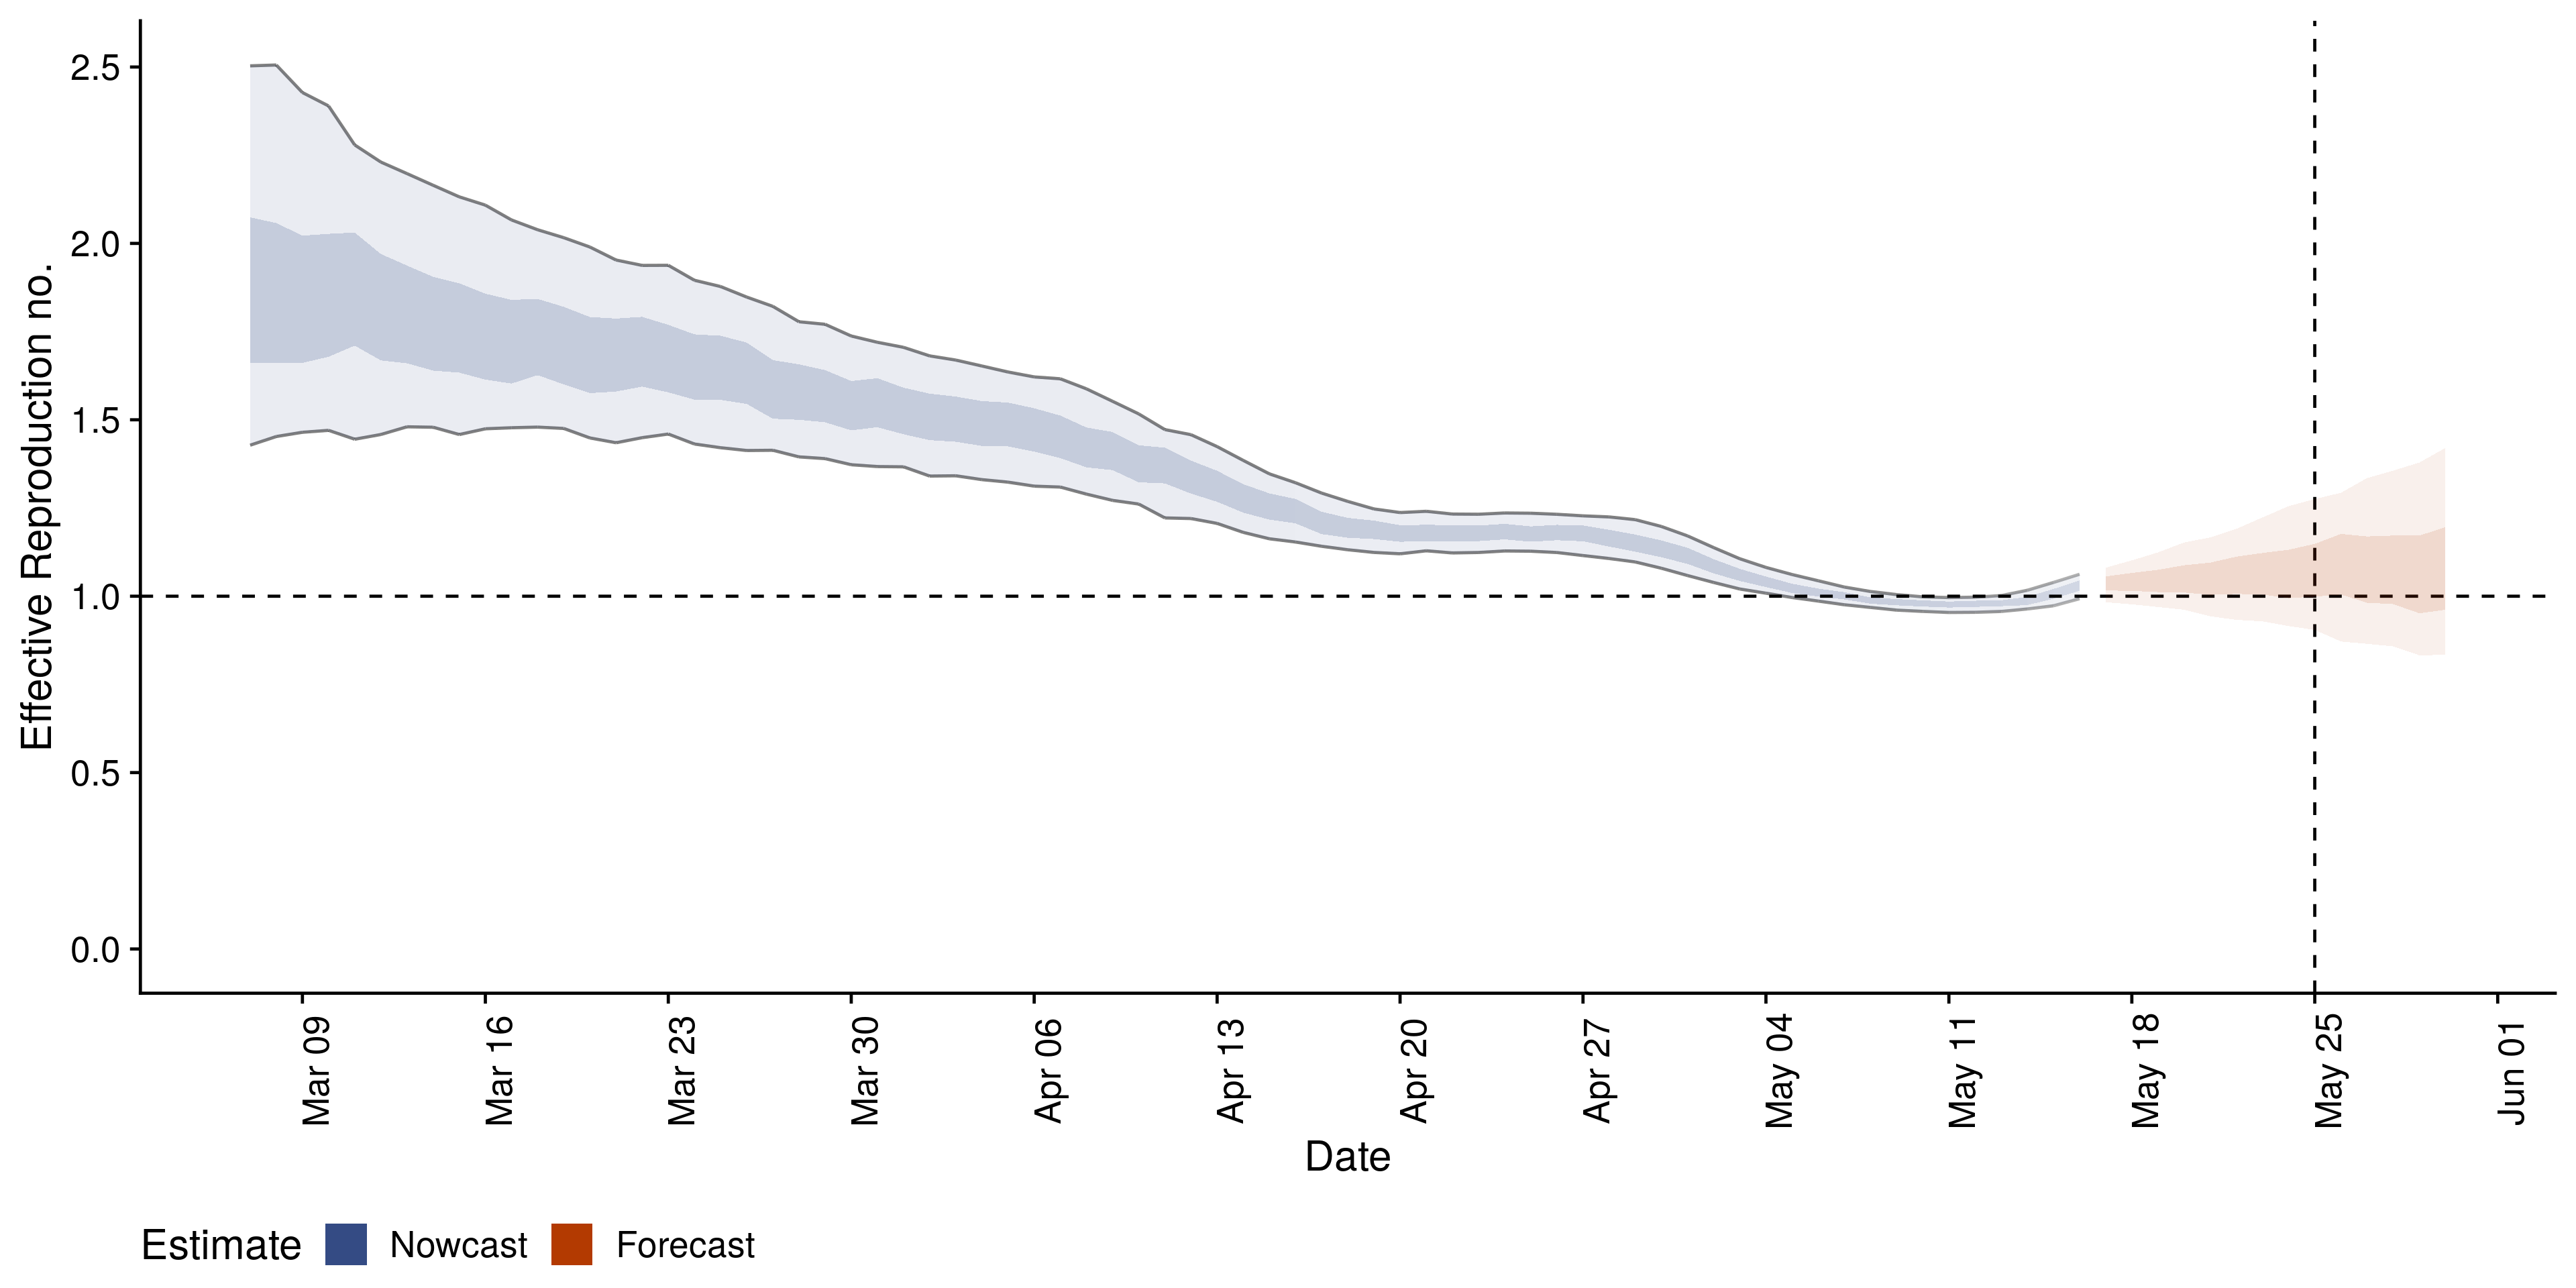 Effective Reproduction no.
2.5
2.0
1.5
1.0
0.5
0.0
Mar 09
Mar 16
Mar 23
Mar 30
Apr 06
Apr 13
Apr 20
Apr 27
May 04
May 11
May 18
May 25
Jun 01
Date
Estimate Nowcast Forecast